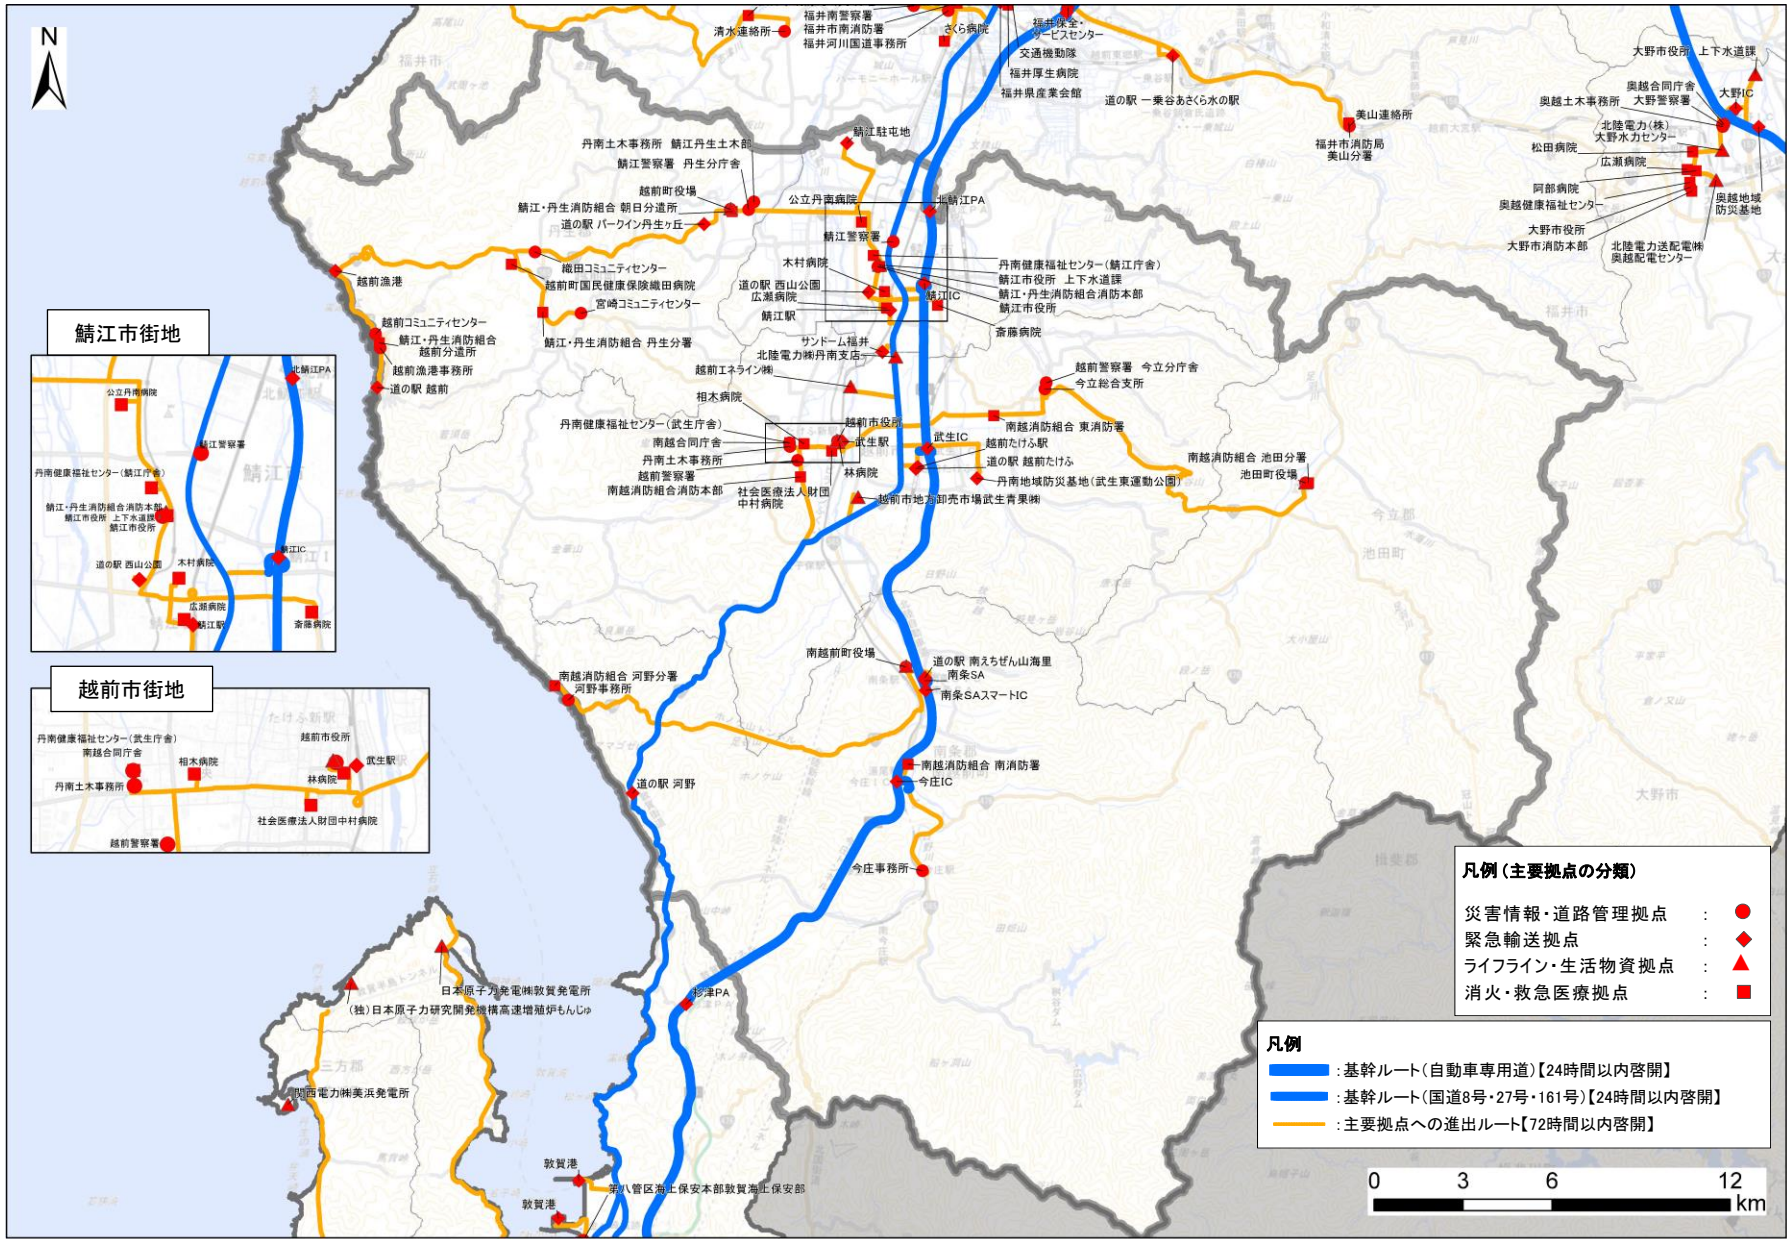 N
福井南警察署
福井市南消防署
福井河川国道事務所
清水連絡所
さくら病院
福井保全・
サービスセンター
交通機動隊
福井厚生病院
福井県産業会館
道の駅 一乗谷あさくら水の駅
美山連絡所
福井市消防局
美山分署
大野市役所 上下水道課
奥越合同庁舎
大野IC
奥越土木事務所
大野警察署
北陸電力(株)
大野水力センター
松田病院
広瀬病院
阿部病院
奥越健康福祉センター
奥越地域
防災基地
大野市役所
大野市消防本部
北陸電力送配電㈱
奥越配電センター
福井市
鯖江駐屯地
丹南土木事務所 鯖江丹生土木部
鯖江警察署 丹生分庁舎
越前町役場
鯖江・丹生消防組合 朝日分遣所
道の駅 パークイン丹生ヶ丘
公立丹南病院
北鯖江PA
鯖江警察署
織田コミュニティセンター
越前町国民健康保険織田病院
越前漁港
宮崎コミュニティセンター
木村病院
丹南健康福祉センター(鯖江庁舎)
鯖江市役所 上下水道課
鯖江・丹生消防組合消防本部
鯖江市役所
道の駅 西山公園
広瀬病院
鯖江IC
鯖江駅
斎藤病院
越前コミュニティセンター
鯖江・丹生消防組合
越前分遣所
越前漁港事務所
道の駅 越前
鯖江・丹生消防組合 丹生分署
サンドーム福井
北陸電力㈱丹南支店
越前エネライン㈱
越前警察署 今立分庁舎
今立総合支所
相木病院
丹南健康福祉センター(武生庁舎)
越前市役所
南越消防組合 東消防署
南越合同庁舎
武生駅
武生IC
越前たけふ駅
丹南土木事務所
林病院
道の駅 越前たけふ
越前警察署
丹南地域防災基地(武生東運動公園)
南越消防組合消防本部
社会医療法人財団
中村病院
越前市地方卸売市場武生青果㈱
南越消防組合 池田分署
池田町役場
今立郡
池田町
南越前町役場
道の駅 南えちぜん山海里
南条SA
南条SAスマートIC
南越消防組合 河野分署
河野事務所
南越消防組合 南消防署
今庄IC
道の駅 河野
今庄事務所
杉津PA
日本原子力発電㈱敦賀発電所
(独)日本原子力研究開発機構高速増殖炉もんじゅ
三方郡
関西電力㈱美浜発電所
敦賀港
第八管区海上保安本部敦賀海上保安部
敦賀港
大野市
揖斐郡
福井市
鯖江市街地
北鯖江PA
公立丹南病院
鯖江警察署
鯖江市
丹南健康福祉センター(鯖江庁舎)
鯖江・丹生消防組合消防本部
鯖江市役所 上下水道課
鯖江市役所
鯖江IC
道の駅 西山公園
木村病院
広瀬病院
鯖江駅
斎藤病院
越前市街地
丹南健康福祉センター(武生庁舎)
南越合同庁舎
たけふ新駅
越前市役所
相木病院
武生駅
丹南土木事務所
林病院
社会医療法人財団中村病院
越前警察署
凡例(主要拠点の分類)
災害情報・道路管理拠点 :
緊急輸送拠点 :
ライフライン・生活物資拠点 :
消火・救急医療拠点 :
凡例
:基幹ルート(自動車専用道)【24時間以内啓開】
:基幹ルート(国道8号・27号・161号)【24時間以内啓開】
:主要拠点への進出ルート【72時間以内啓開】
0 3 6 12
km